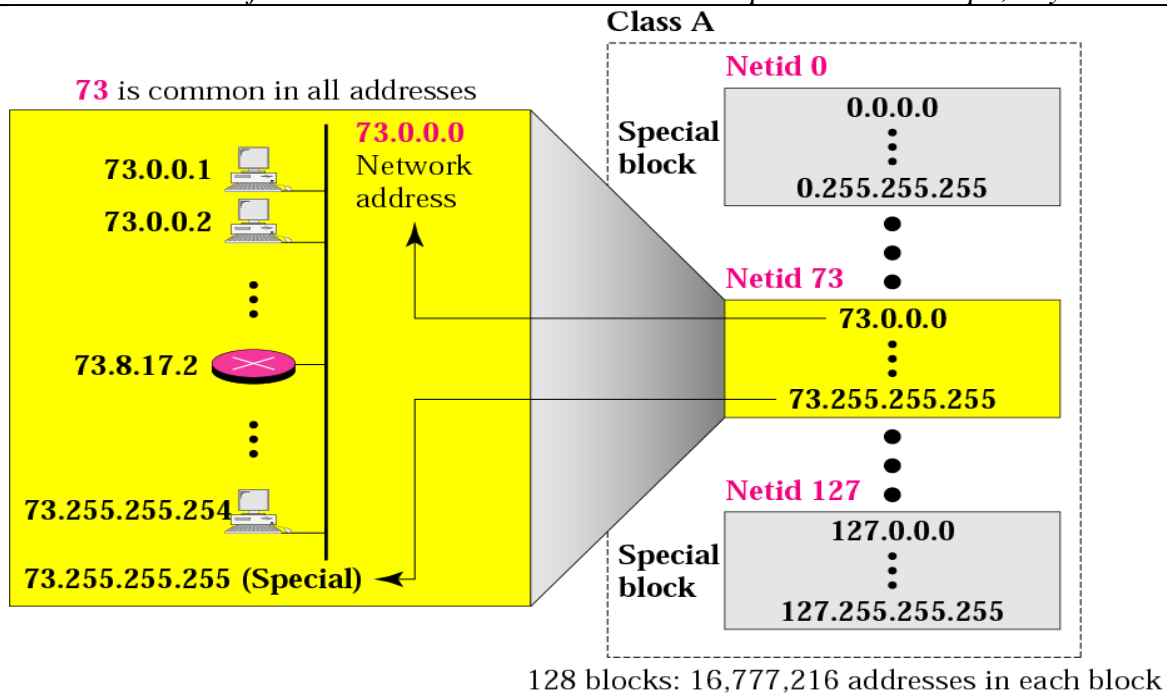 Class A
73 is common in all addresses
73.0.0.0
Network
address
73.0.0.1
73.0.0.2
73.8.17.2
73.255.255.254
73.255.255.255 (Special)
Netid 0
Special
block
0.0.0.0
0.255.255.255
Netid 73
73.0.0.0
73.255.255.255
Netid 127
Special
block
127.0.0.0
127.255.255.255
128 blocks: 16,777,216 addresses in each block